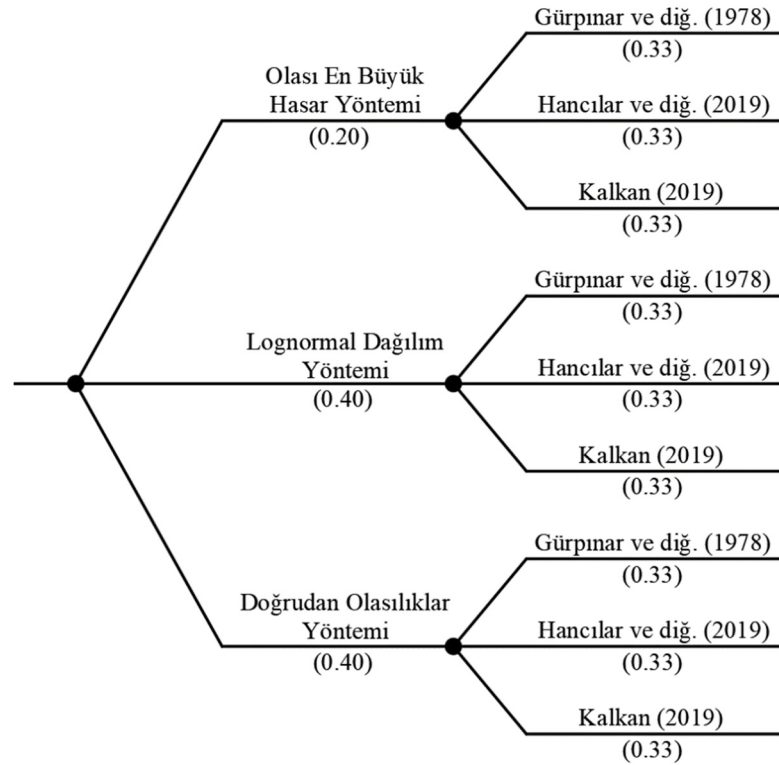 Gürpınar ve diğ. (1978)
(0.33)
Olası En Büyük
Hasar Yöntemi
(0.20)
Hancılar ve diğ. (2019)
(0.33)
Kalkan (2019)
(0.33)
Gürpınar ve diğ. (1978)
(0.33)
Lognormal Dağılım
Yöntemi
(0.40)
Hancılar ve diğ. (2019)
(0.33)
Kalkan (2019)
(0.33)
Gürpınar ve diğ. (1978)
(0.33)
Doğrudan Olasılıklar
Yöntemi
(0.40)
Hancılar ve diğ. (2019)
(0.33)
Kalkan (2019)
(0.33)